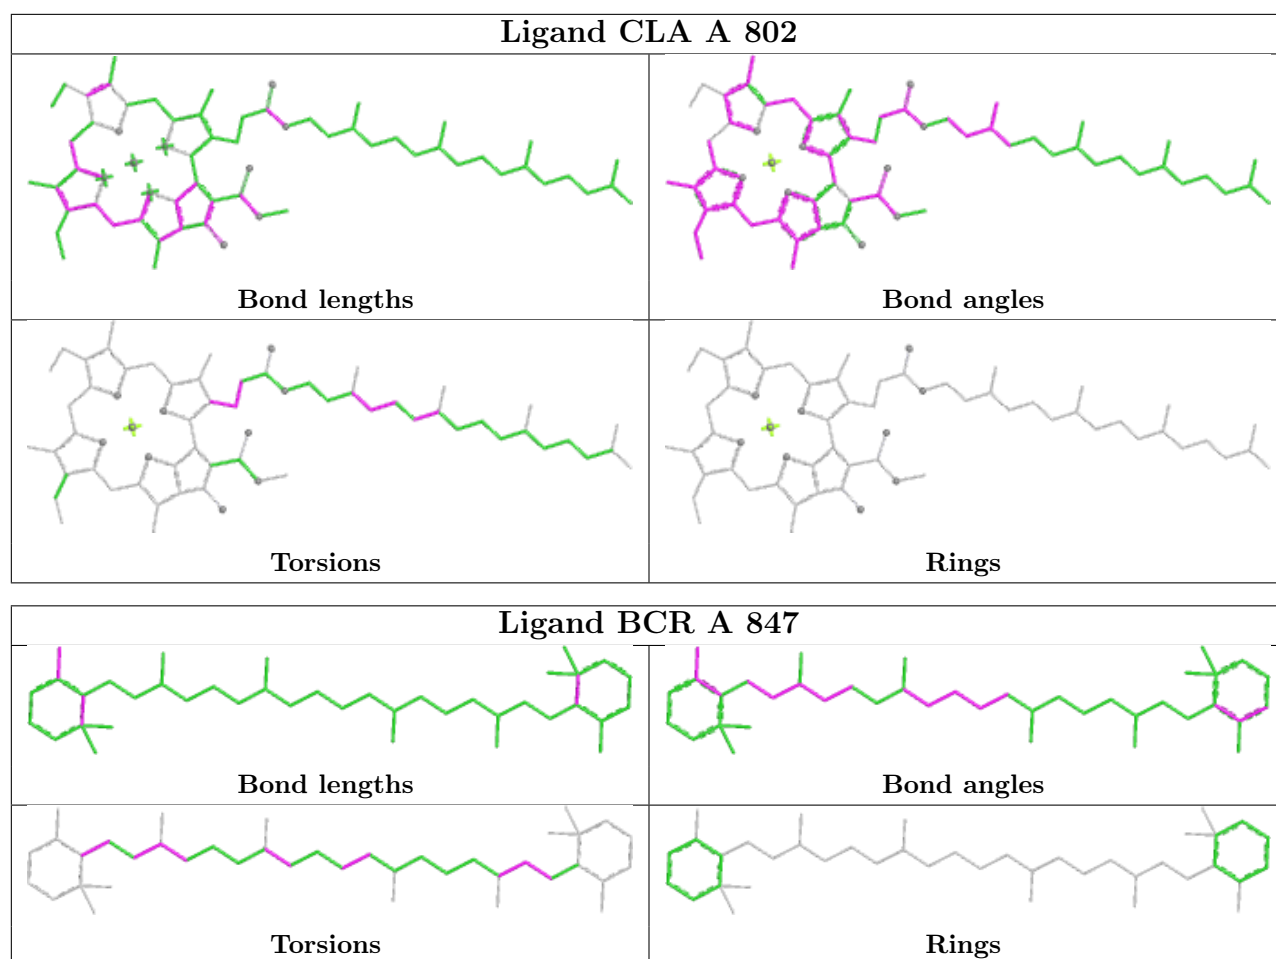 Ligand CLA A 802
Bond lengths
Bond angles
Torsions
Rings
Ligand BCR A 847
Bond lengths
Bond angles
Torsions
Rings